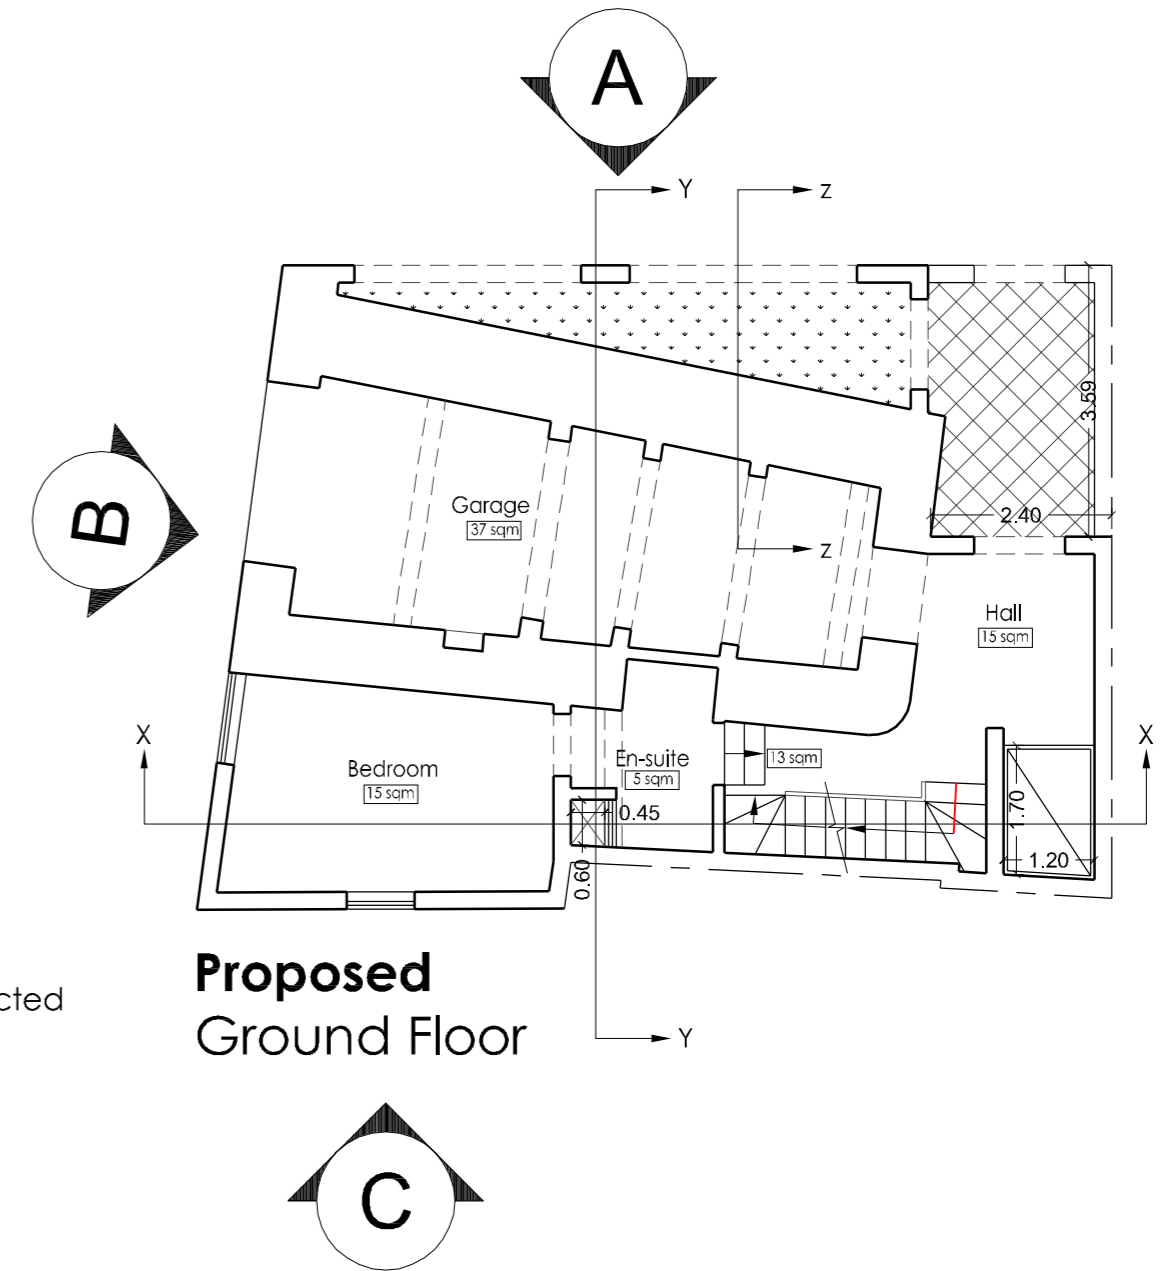 A
Y
Z
3.59
B
Garage
37 sqm
2.40
Z
Hall
15 sqm
X
X
Bedroom
15 sqm
En-suite
5 sqm
13 sqm
0.45
1.70
1.20
0.60
Proposed
cted
Ground Floor
Y
C